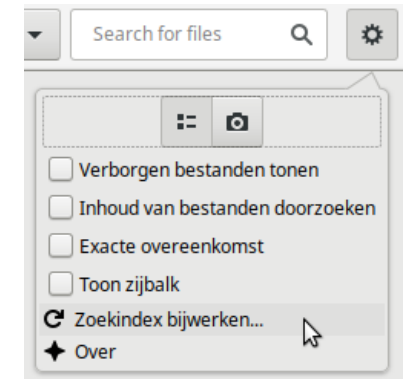 Search for files
Verborgen bestanden tonen
Inhoud van bestanden doorzoeken
Exacte overeenkomst
Toon zijbalk
Zoekindex bijwerken...
Over